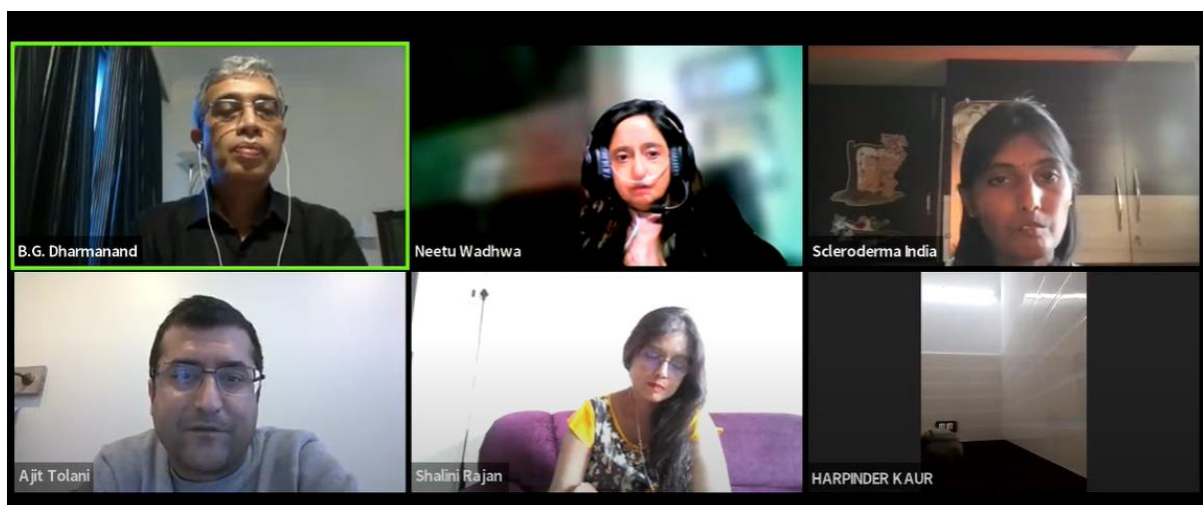 B.G. Dharmanand
Neetu Wadhwa
Scleroderma India
Ajit Tolani
Shalini Rajan
HARPINDER KAUR